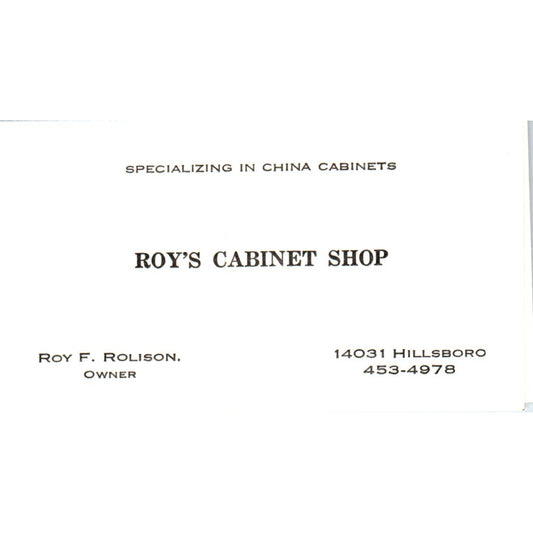 SPECIALIZING IN CHINA CABINETS
ROY'S CABINET SHOP
ROY F. ROLISON,
OWNER
14031 HILLSBORO
453-4978